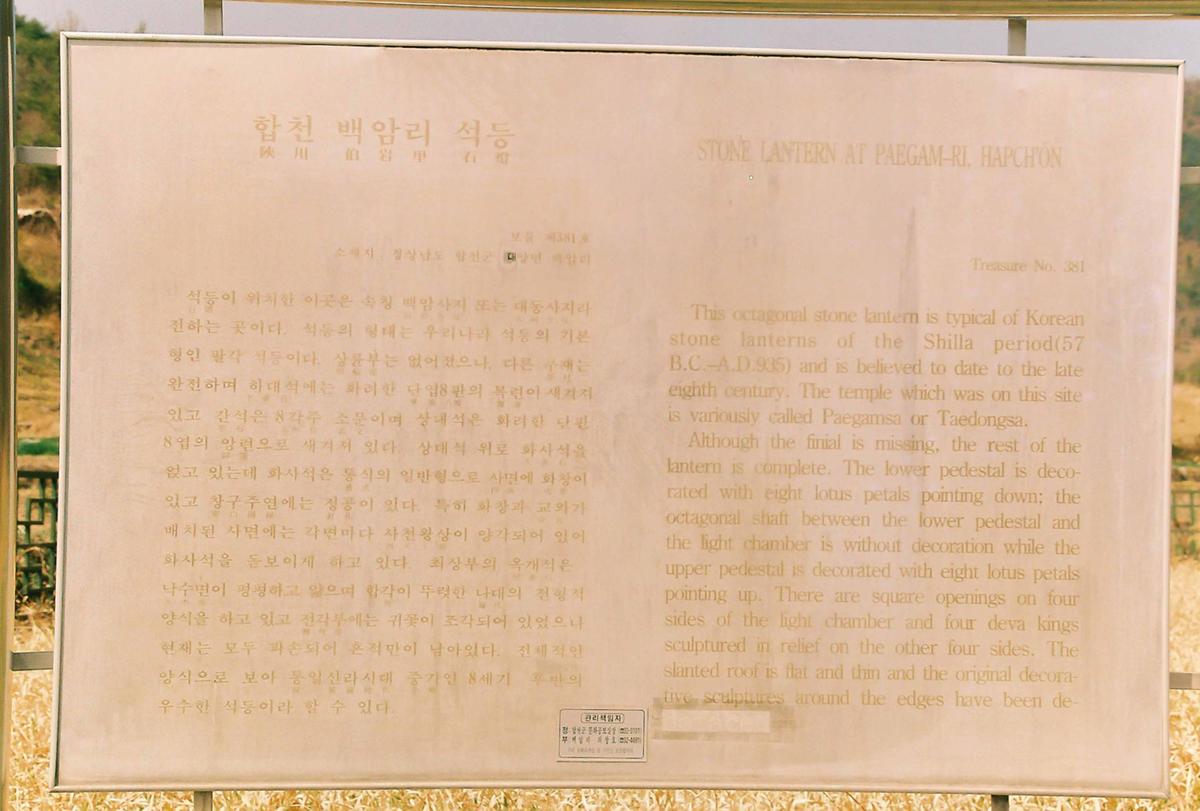 합천 백암리 석등
陜川 伯岩里 石燈
보물 제381호
소재지 : 경상남도 합천군 대양면 백암리
석등이 위치한 이곳은 속칭 백암사지 또는 대동사지라
전하는 곳이다. 석등의 형태는 우리나라 석등의 기본
형인 팔각 석등이다. 상륜부는 없어졌으나, 다른 부재는
완전하며 하대석에는 화려한 단엽8판의 복련이 새겨져
있고 간석은 8각주 소문이며 상대석은 화려한 단판
8엽의 앙련으로 새겨져 있다. 상대석 위로 화사석을
얹고 있는데 화사석은 통식의 일반형으로 사면에 화창이
있고 창구주연에는 정공이 있다. 특히 화창과 교외가
배치된 사면에는 각면마다 사천왕상이 양각되어 있어
화사석을 돋보이게 하고 있다. 최상부의 옥개석은
낙수면이 평평하고 얇으며 합각이 뚜렷한 나대의 전형적
양식을 하고 있고 전각부에는 귀꽃이 조각되어 있었으나
현재는 모두 파손되어 흔적만이 남아있다. 전체적인
양식으로 보아 통일신라시대 중기인 8세기 후반의
우수한 석등이라 할 수 있다.
관리책임자
정: 합천군 문화공보실장
부: 백암리
STONE LANTERN AT PAEGAM-RI, HAPCH'ŎN
Treasure No. 381
This octagonal stone lantern is typical of Korean
stone lanterns of the Shilla period(57
B.C.-A.D.935) and is believed to date to the late
eighth century. The temple which was on this site
is variously called Paegamsa or Taedongsa.
Although the finial is missing, the rest of the
lantern is complete. The lower pedestal is deco-
rated with eight lotus petals pointing down; the
octagonal shaft between the lower pedestal and
the light chamber is without decoration while the
upper pedestal is decorated with eight lotus petals
pointing up. There are square openings on four
sides of the light chamber and four deva kings
sculptured in relief on the other four sides. The
slanted roof is flat and thin and the original decora-
tive sculptures around the edges have been de-